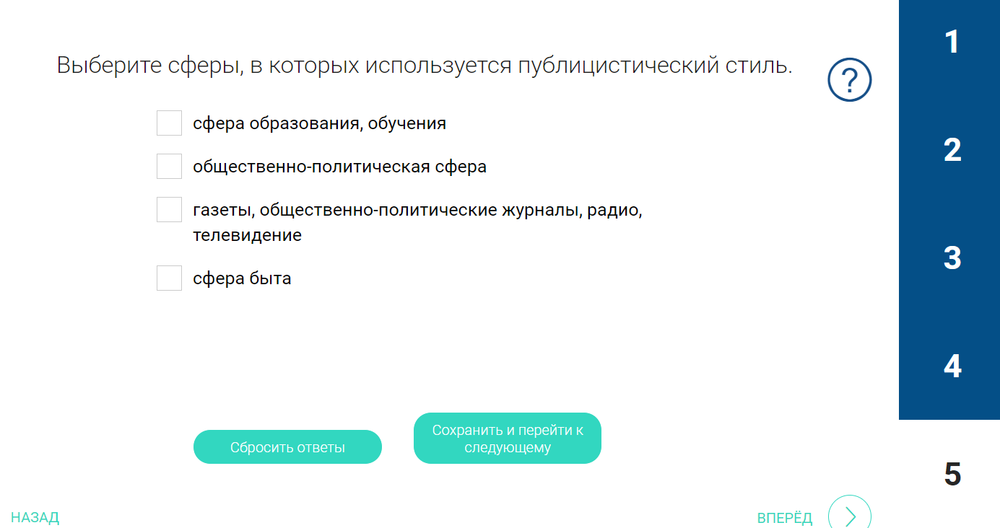 Выберите сферы, в которых используется публицистический стиль.
?
сфера образования, обучения
общественно-политическая сфера
газеты, общественно-политические журналы, радио,
телевидение
сфера быта
Сбросить ответы
Сохранить и перейти к
следующему
НАЗАД
ВПЕРЁД
1
2
3
4
5